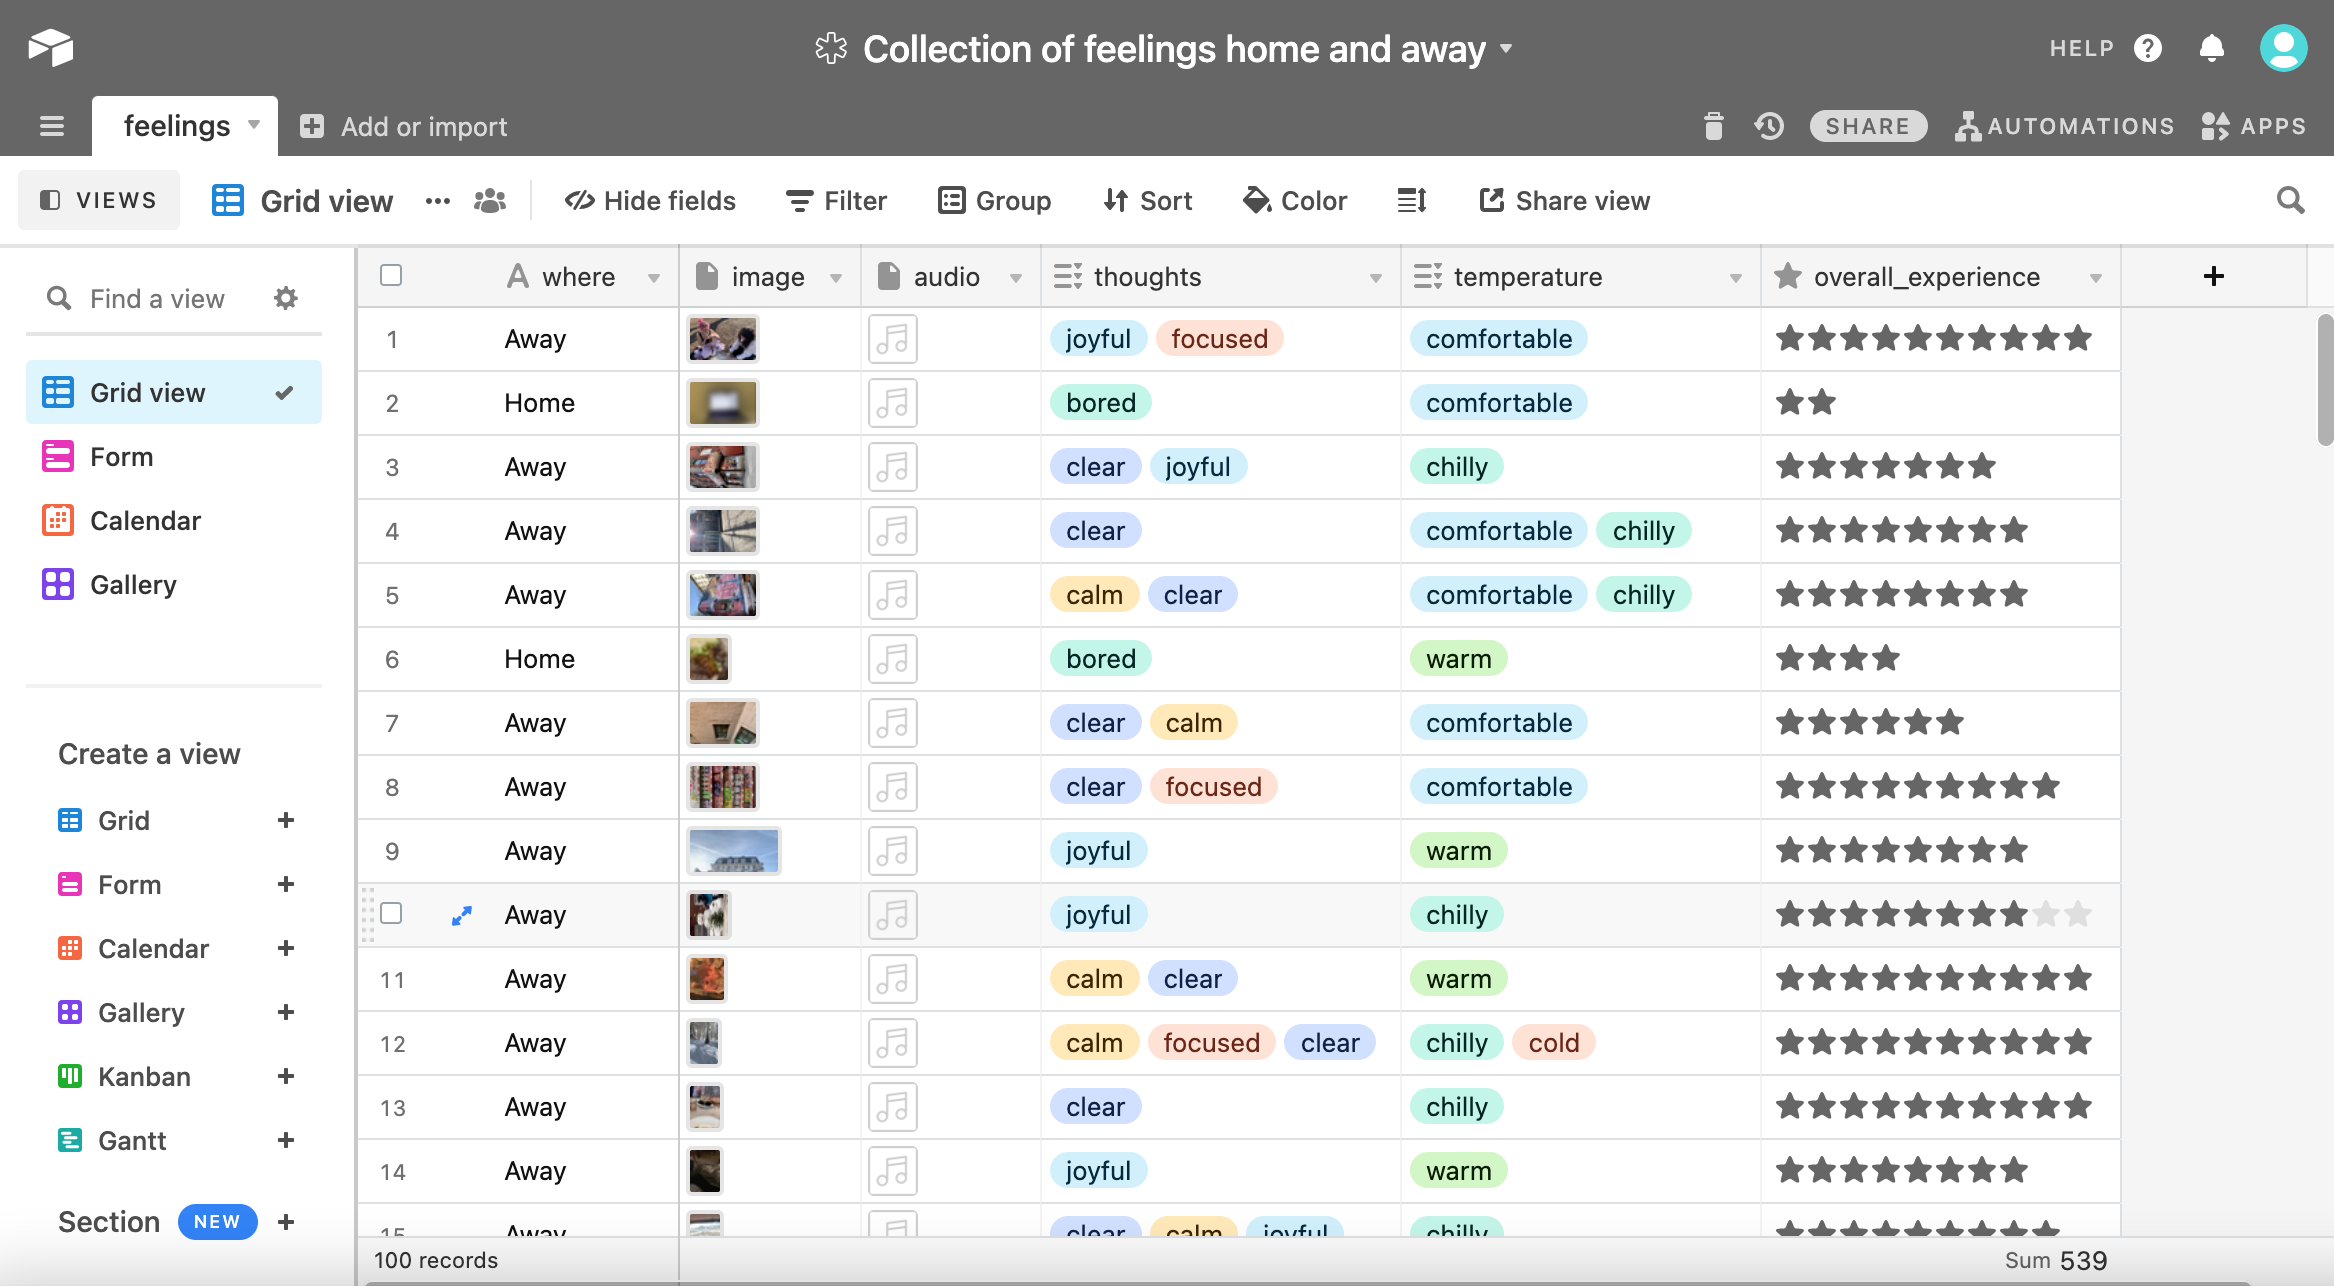 Collection of feelings home and away
HELP
feelings
Add or import
SHARE
AUTOMATIONS
APPS
VIEWS
Grid view
Hide fields
Filter
Group
Sort
Color
Share view
Find a view
Grid view
Form
Calendar
Gallery
Create a view
Grid
Form
Calendar
Gallery
Kanban
Gantt
Section NEW
where image audio thoughts temperature overall_experience
1 Away joyful focused comfortable
2 Home bored comfortable
3 Away clear joyful chilly
4 Away clear comfortable chilly
5 Away calm clear comfortable chilly
6 Home bored warm
7 Away clear calm comfortable
8 Away clear focused comfortable
9 Away joyful warm
Away joyful chilly
11 Away calm clear warm
12 Away calm focused clear chilly cold
13 Away clear chilly
14 Away joyful warm
15 Away clear calm joyful chilly
100 records
Sum 539